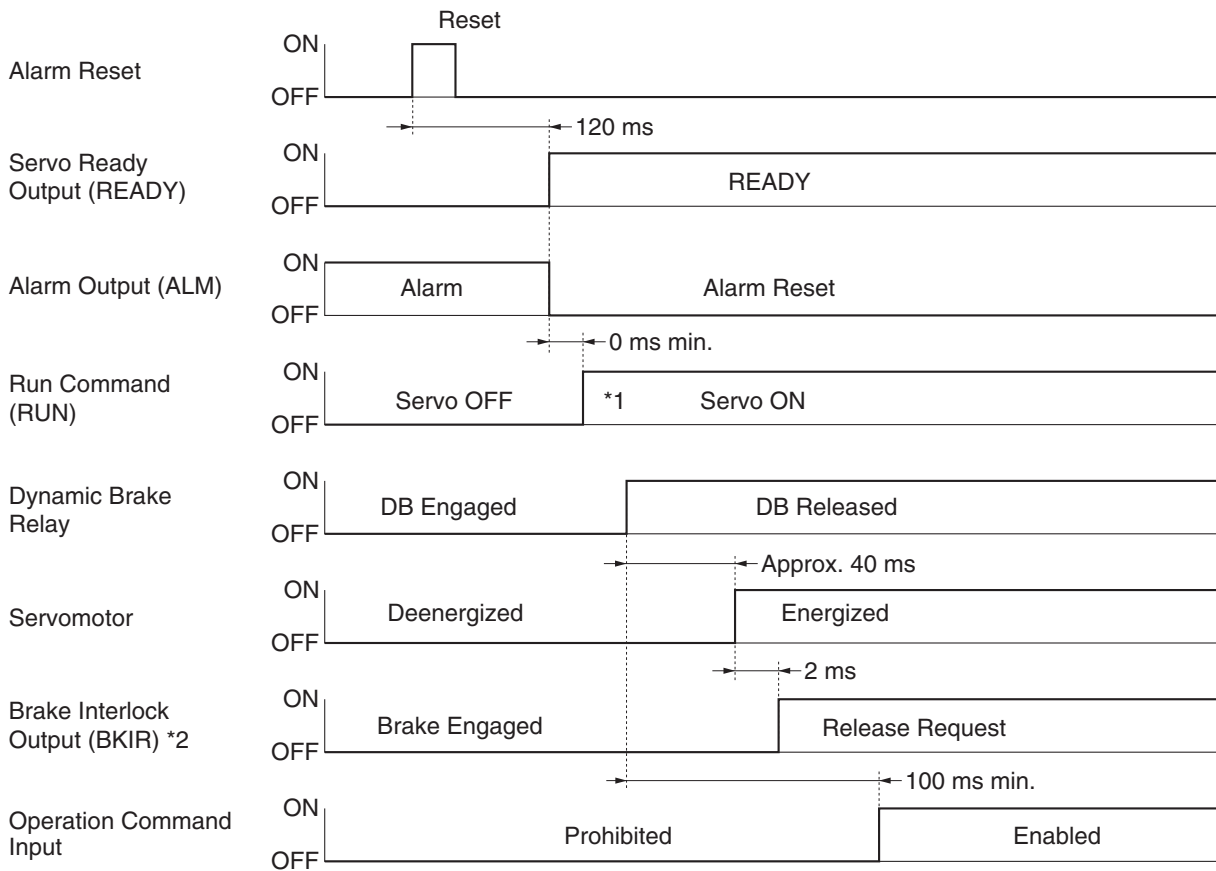 Reset
ON
Alarm Reset
OFF
120 ms
ON
Servo Ready
Output (READY)
READY
OFF
ON
Alarm Output (ALM)
Alarm
Alarm Reset
OFF
0 ms min.
ON
Run Command
(RUN)
Servo OFF
*1
Servo ON
OFF
ON
Dynamic Brake
Relay
DB Engaged
DB Released
OFF
Approx. 40 ms
ON
Servomotor
Deenergized
Energized
OFF
2 ms
ON
Brake Interlock
Output (BKIR) *2
Brake Engaged
Release Request
OFF
100 ms min.
ON
Operation Command
Input
Prohibited
Enabled
OFF